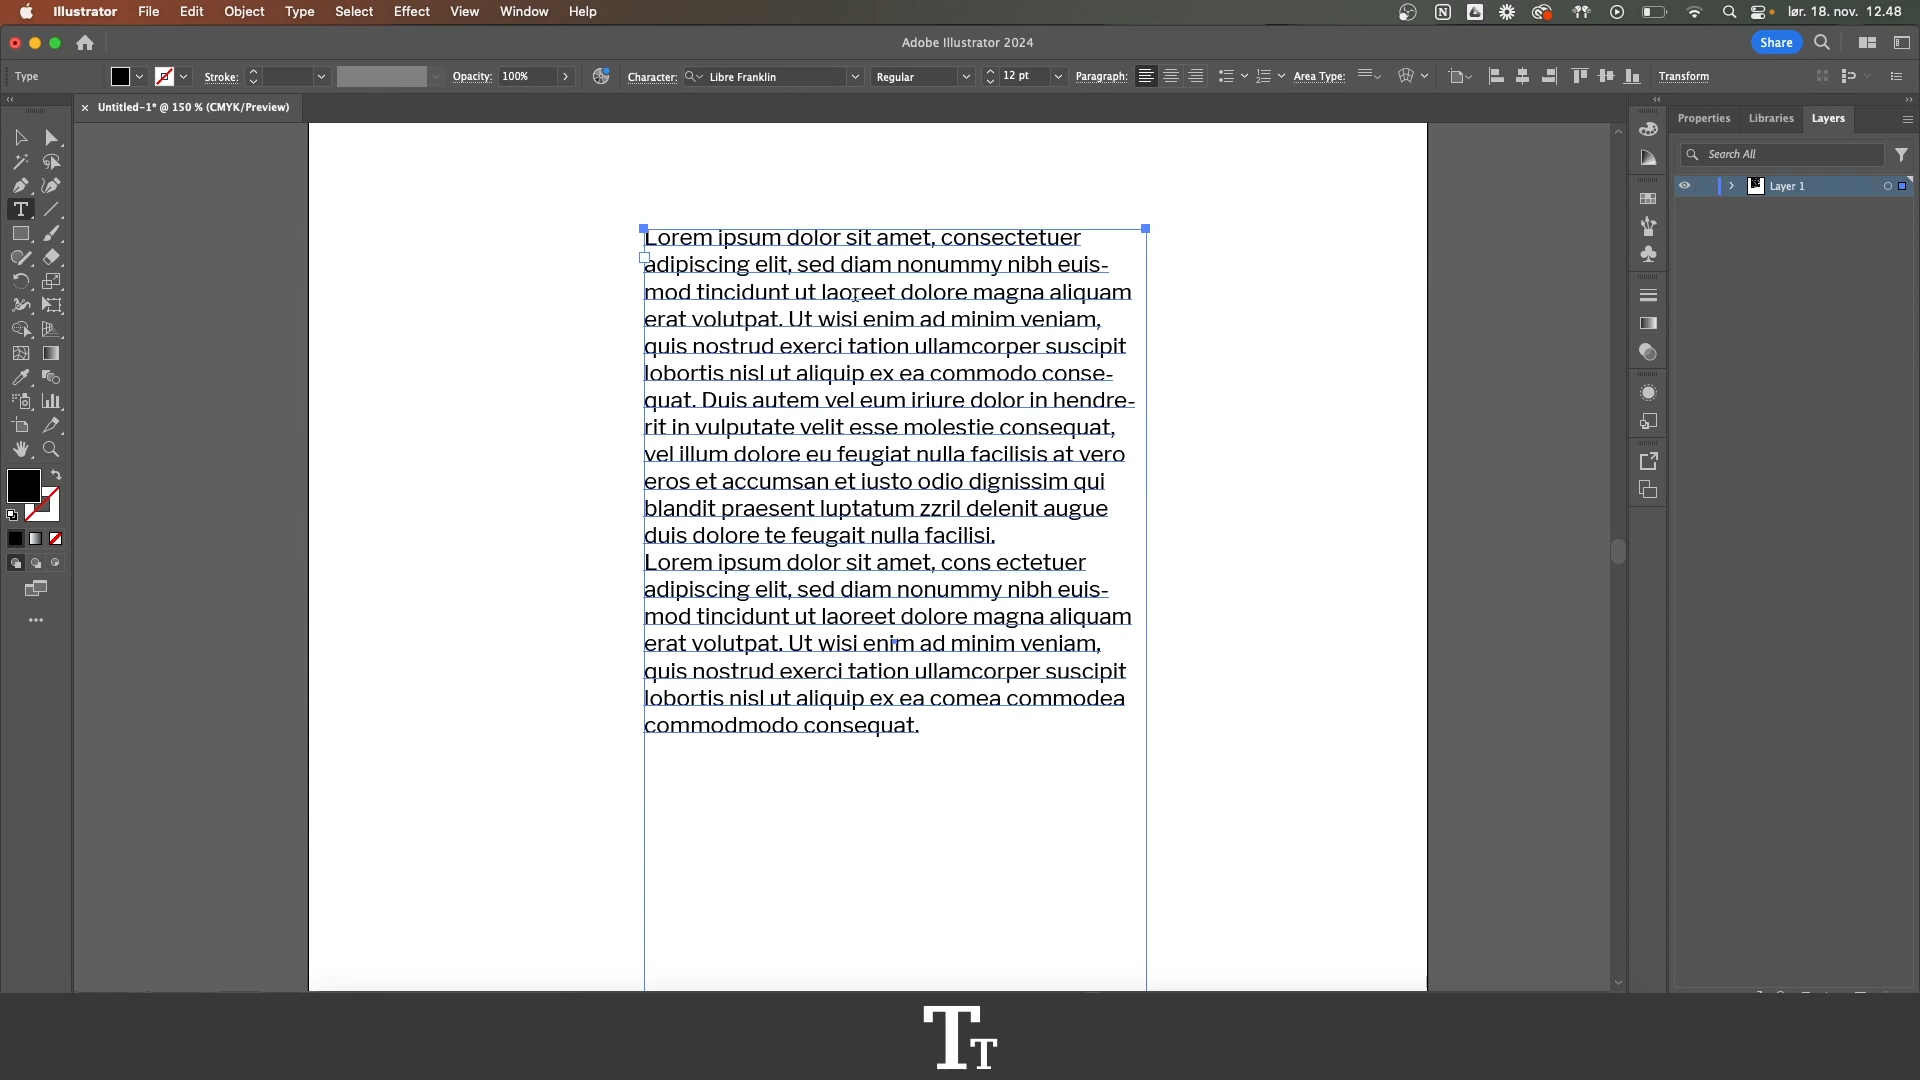 Illustrator File Edit Object Type Select Effect View Window Help lør. 18. nov. 12.48
Adobe Illustrator 2024 Share
Type Stroke: Opacity: 100% Character: Libre Franklin Regular 12 pt Paragraph: Area Type: Transform
× Untitled-1* @ 150 % (CMYK/Preview)
Properties Libraries Layers
Search All
Layer 1
Lorem ipsum dolor sit amet, consectetuer
adipiscing elit, sed diam nonummy nibh euis-
mod tincidunt ut laoreet dolore magna aliquam
erat volutpat. Ut wisi enim ad minim veniam,
quis nostrud exerci tation ullamcorper suscipit
lobortis nisl ut aliquip ex ea commodo conse-
quat. Duis autem vel eum iriure dolor in hendre-
rit in vulputate velit esse molestie consequat,
vel illum dolore eu feugiat nulla facilisis at vero
eros et accumsan et iusto odio dignissim qui
blandit praesent luptatum zzril delenit augue
duis dolore te feugait nulla facilisi.
Lorem ipsum dolor sit amet, cons ectetuer
adipiscing elit, sed diam nonummy nibh euis-
mod tincidunt ut laoreet dolore magna aliquam
erat volutpat. Ut wisi enim ad minim veniam,
quis nostrud exerci tation ullamcorper suscipit
lobortis nisl ut aliquip ex ea comea commodea
commodmodo consequat.
TT